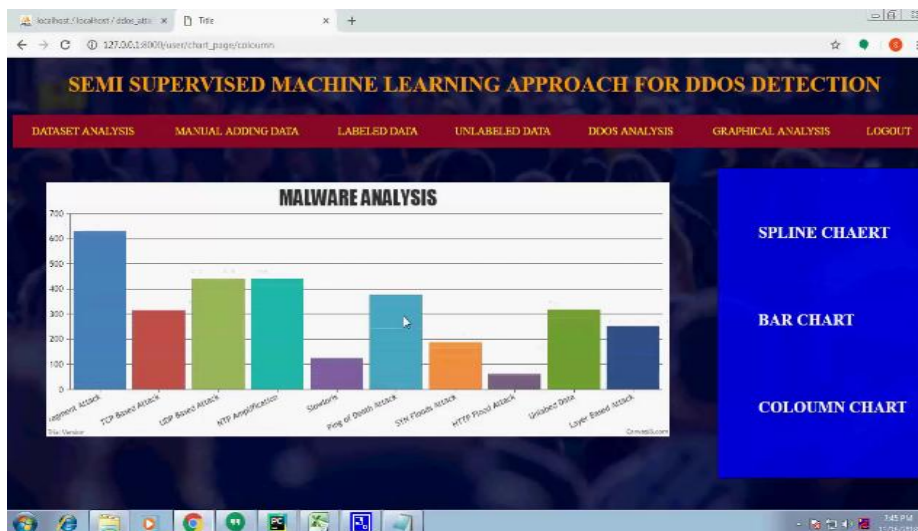 localhost / localhost / ddos_atta
Title
127.0.0.1:8000/user/chart_page/coloumn
SEMI SUPERVISED MACHINE LEARNING APPROACH FOR DDOS DETECTION
DATASET ANALYSIS MANUAL ADDING DATA LABELED DATA UNLABELED DATA DDOS ANALYSIS GRAPHICAL ANALYSIS LOGOUT
MALWARE ANALYSIS
700
600
500
400
300
200
100
0
Attack
TCP Based Attack
UDP Based Attack
NTP Amplification
Slowloris
Ping of Death Attack
SYN Floods Attack
HTTP Flood Attack
Unlabed Data
Layer Based Attack
Trial Version
CanvasJS.com
SPLINE CHAERT
BAR CHART
COLOUMN CHART
7:45 PM